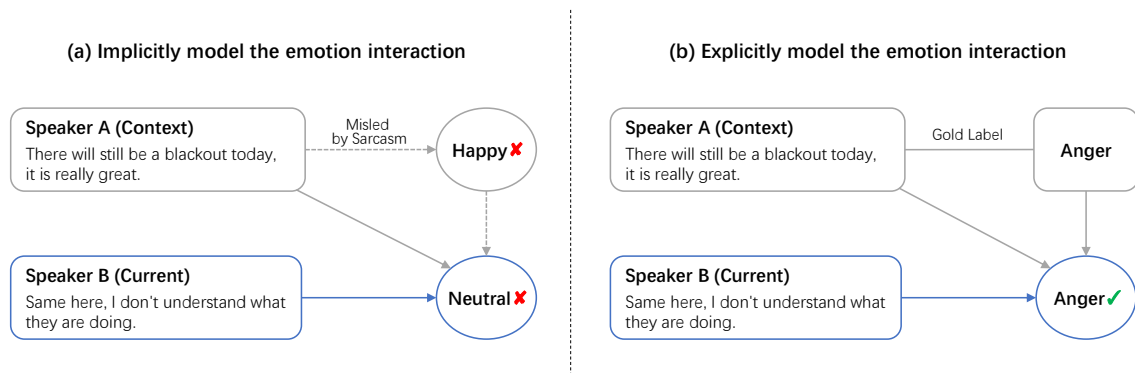 (a) Implicitly model the emotion interaction
Speaker A (Context)
There will still be a blackout today,
it is really great.
Misled
by Sarcasm
Happy✘
Speaker B (Current)
Same here, I don't understand what
they are doing.
Neutral✘
(b) Explicitly model the emotion interaction
Speaker A (Context)
There will still be a blackout today,
it is really great.
Gold Label
Anger
Speaker B (Current)
Same here, I don't understand what
they are doing.
Anger✓